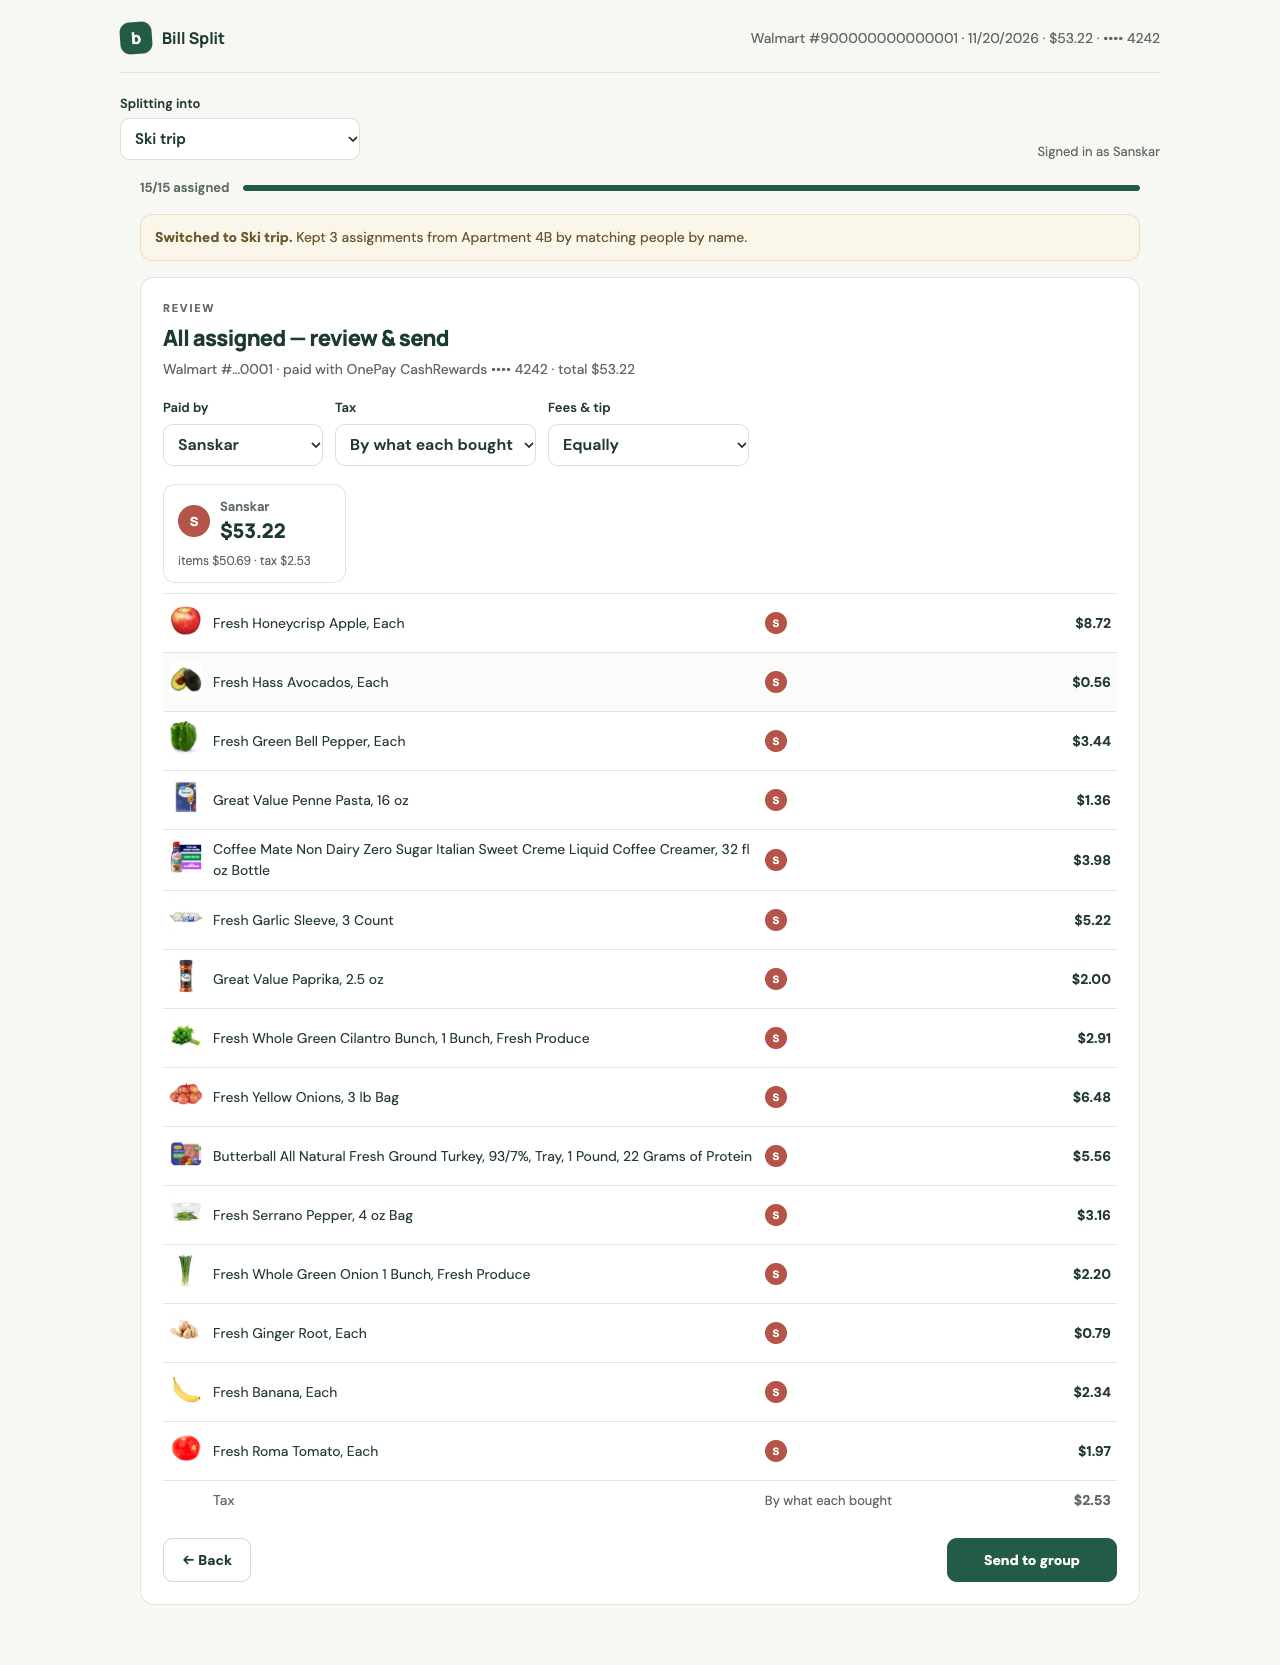 b Bill Split
Walmart #900000000000001 · 11/20/2026 · $53.22 · •••• 4242
Splitting into
Ski trip
Signed in as Sanskar
15/15 assigned
Switched to Ski trip. Kept 3 assignments from Apartment 4B by matching people by name.
REVIEW
All assigned — review & send
Walmart #…0001 · paid with OnePay CashRewards •••• 4242 · total $53.22
Paid by Tax Fees & tip
Sanskar By what each bought Equally
S Sanskar
$53.22
items $50.69 · tax $2.53
Fresh Honeycrisp Apple, Each S $8.72
Fresh Hass Avocados, Each S $0.56
Fresh Green Bell Pepper, Each S $3.44
Great Value Penne Pasta, 16 oz S $1.36
Coffee Mate Non Dairy Zero Sugar Italian Sweet Creme Liquid Coffee Creamer, 32 fl
oz Bottle S $3.98
Fresh Garlic Sleeve, 3 Count S $5.22
Great Value Paprika, 2.5 oz S $2.00
Fresh Whole Green Cilantro Bunch, 1 Bunch, Fresh Produce S $2.91
Fresh Yellow Onions, 3 lb Bag S $6.48
Butterball All Natural Fresh Ground Turkey, 93/7%, Tray, 1 Pound, 22 Grams of Protein S $5.56
Fresh Serrano Pepper, 4 oz Bag S $3.16
Fresh Whole Green Onion 1 Bunch, Fresh Produce S $2.20
Fresh Ginger Root, Each S $0.79
Fresh Banana, Each S $2.34
Fresh Roma Tomato, Each S $1.97
Tax By what each bought $2.53
← Back
Send to group